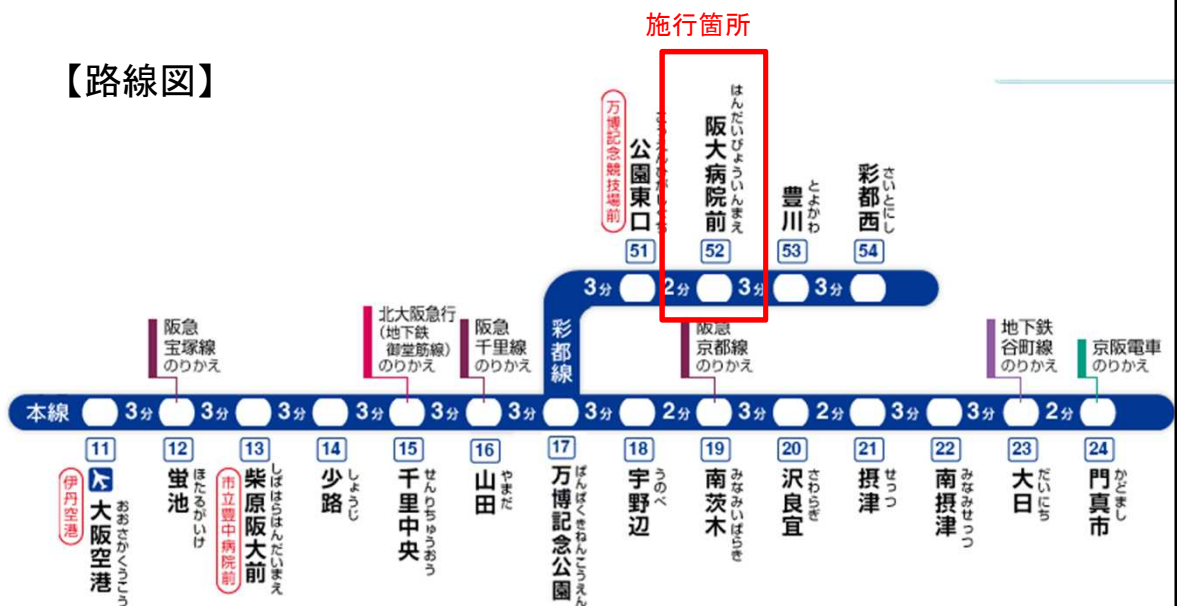 施行箇所
【路線図】
万博記念競技場前
公園東口
こうえんひがしぐち
阪大病院前
はんだいびょういんまえ
豊川
とよかわ
彩都西
さいとにし
51
52
53
54
3分 2分 3分 3分
彩都線
阪急
宝塚線
のりかえ
北大阪急行
(地下鉄
御堂筋線)
のりかえ
阪急
千里線
のりかえ
阪急
京都線
のりかえ
地下鉄
谷町線
のりかえ
京阪電車
のりかえ
本線 3分 3分 3分 3分 3分 3分 3分 2分 3分 2分 3分 3分 2分
11
12
13
14
15
16
17
18
19
20
21
22
23
24
伊丹空港
大阪空港
おおさかくうこう
蛍池
ほたるがいけ
市立豊中病院前
柴原阪大前
しばはらはんだいまえ
少路
しょうじ
千里中央
せんりちゅうおう
山田
やまだ
万博記念公園
ばんぱくきねんこうえん
宇野辺
うのべ
南茨木
みなみいばらき
沢良宜
さわらぎ
摂津
せっつ
南摂津
みなみせっつ
大日
だいにち
門真市
かどまし